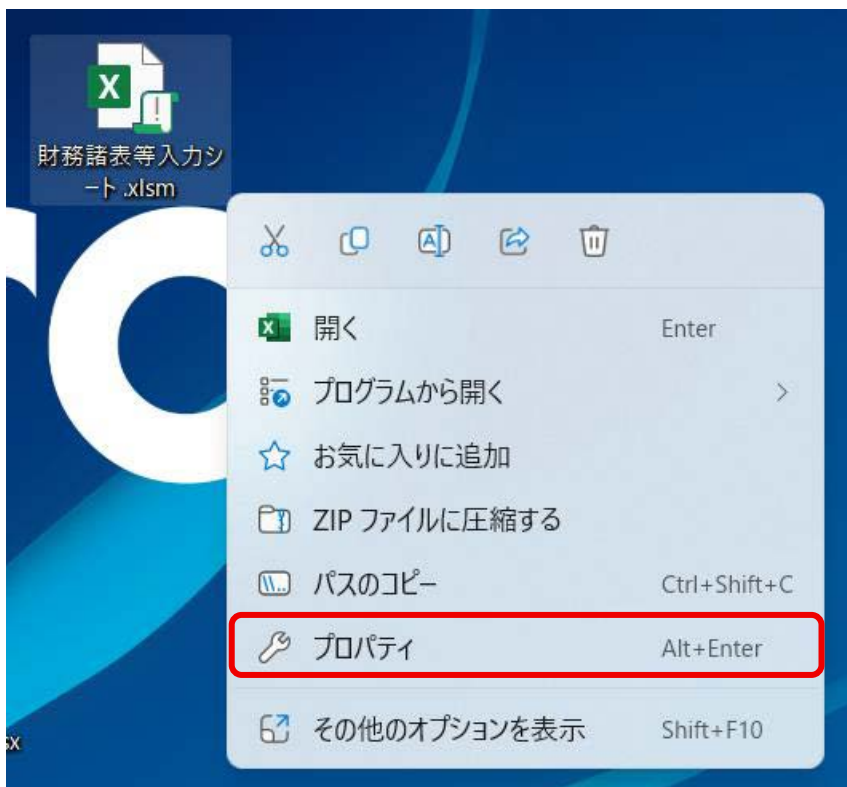 財務諸表等入力シ
ート.xlsm
開く Enter
プログラムから開く
お気に入りに追加
ZIP ファイルに圧縮する
パスのコピー Ctrl+Shift+C
プロパティ Alt+Enter
その他のオプションを表示 Shift+F10
sx